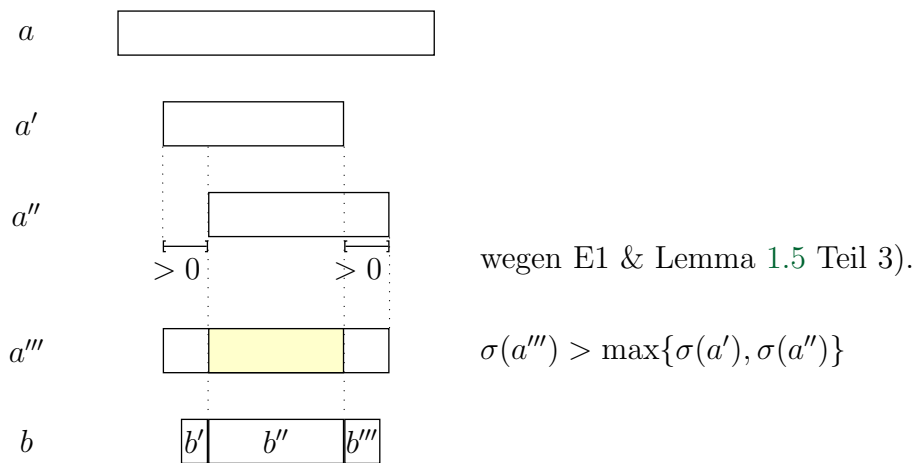 a
a′
a″
> 0 > 0
wegen E1 & Lemma 1.5 Teil 3).
a‴ σ(a‴) > max{σ(a′), σ(a″)}
b b′ b″ b‴